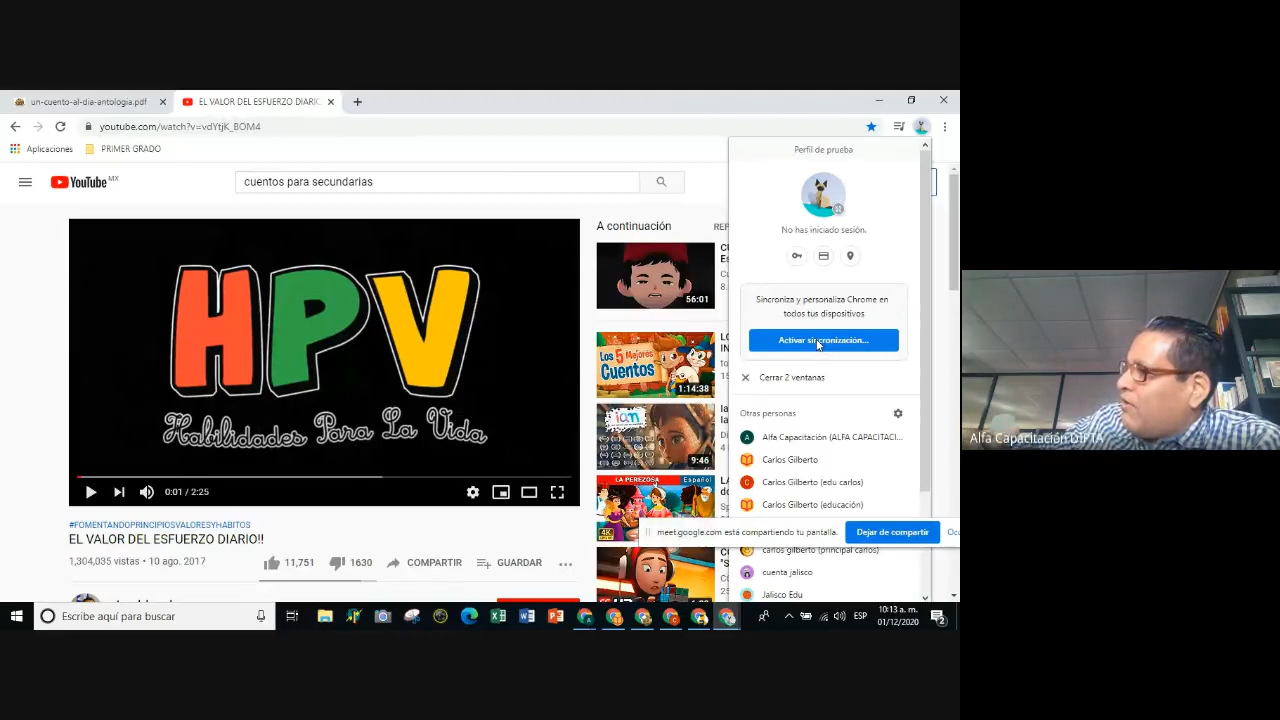 un-cuento-al-dia-antologia.pdf
EL VALOR DEL ESFUERZO DIARIO
youtube.com/watch?v=vdYtjK_BOM4
Aplicaciones
PRIMER GRADO
YouTube MX
cuentos para secundarias
HPV
Habilidades Para La Vida
0:01 / 2:25
#FOMENTANDOPRINCIPIOSVALORESYHABITOS
EL VALOR DEL ESFUERZO DIARIO!!
1,304,035 vistas • 10 ago. 2017
11,751
1630
COMPARTIR
GUARDAR
A continuación
56:01
Los 5 Mejores
Cuentos
1:14:38
iam
9:46
LA PEREZOSA
Español
4K
Perfil de prueba
No has iniciado sesión.
Sincroniza y personaliza Chrome en
todos tus dispositivos
Activar sincronización...
Cerrar 2 ventanas
Otras personas
Alfa Capacitación (ALFA CAPACITACI...
Carlos Gilberto
Carlos Gilberto (edu carlos)
Carlos Gilberto (educación)
meet.google.com está compartiendo tu pantalla.
Dejar de compartir
carlos gilberto (principal carlos)
cuenta jalisco
Jalisco Edu
Escribe aquí para buscar
ESP
10:13 a. m.
01/12/2020
2
Alfa Capacitación DIPTA